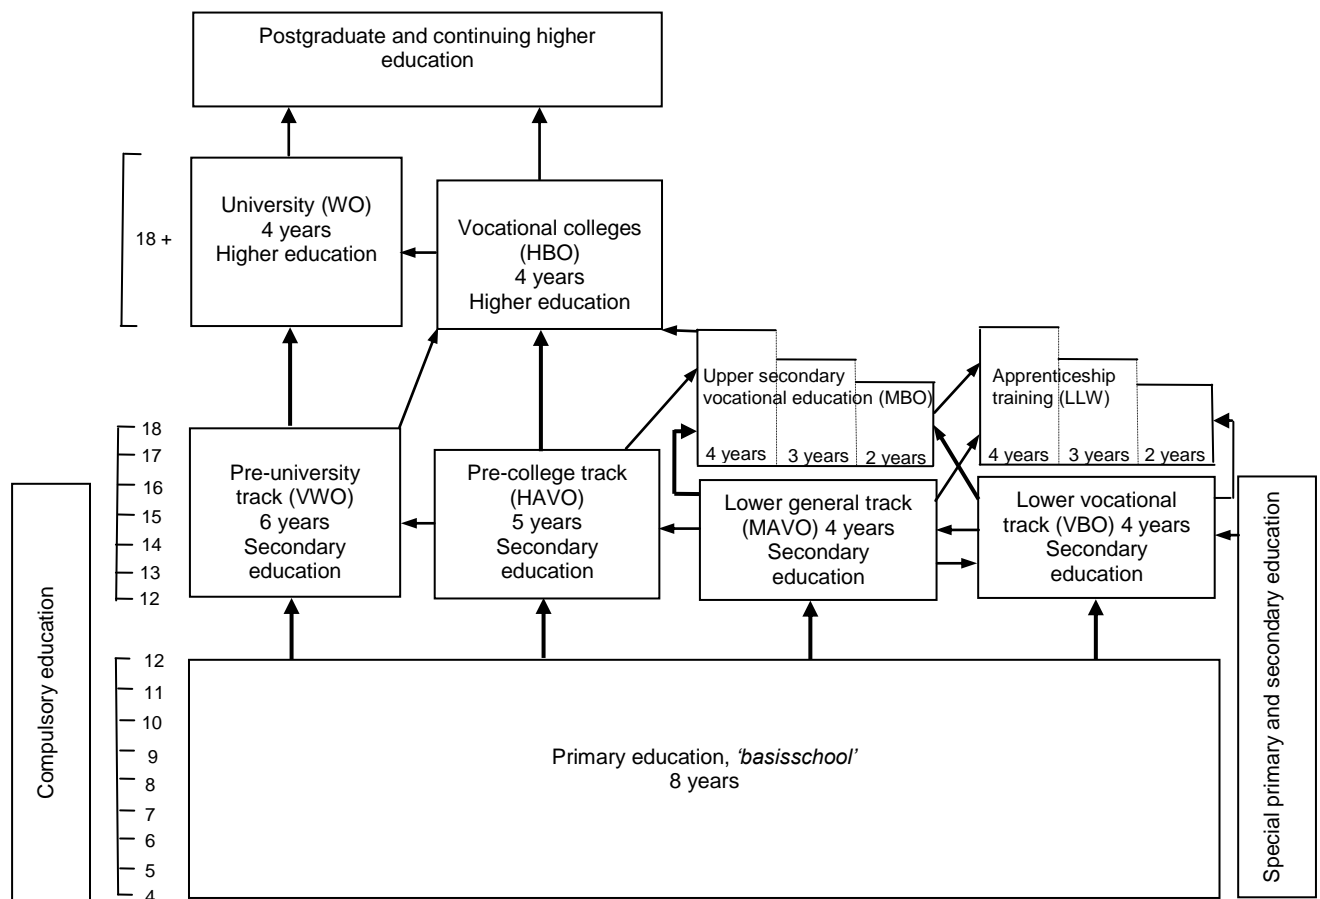 Postgraduate and continuing higher
education
University (WO)
4 years
Higher education
Vocational colleges
(HBO)
4 years
Higher education
18 +
Upper secondary
vocational education (MBO)
4 years
3 years
2 years
Apprenticeship
training (LLW)
4 years
3 years
2 years
18
17
16
15
14
13
12
Pre-university
track (VWO)
6 years
Secondary
education
Pre-college track
(HAVO)
5 years
Secondary
education
Lower general track
(MAVO) 4 years
Secondary
education
Lower vocational
track (VBO) 4 years
Secondary
education
12
11
10
9
8
7
6
5
4
Primary education, 'basisschool'
8 years
Compulsory education
Special primary and secondary education